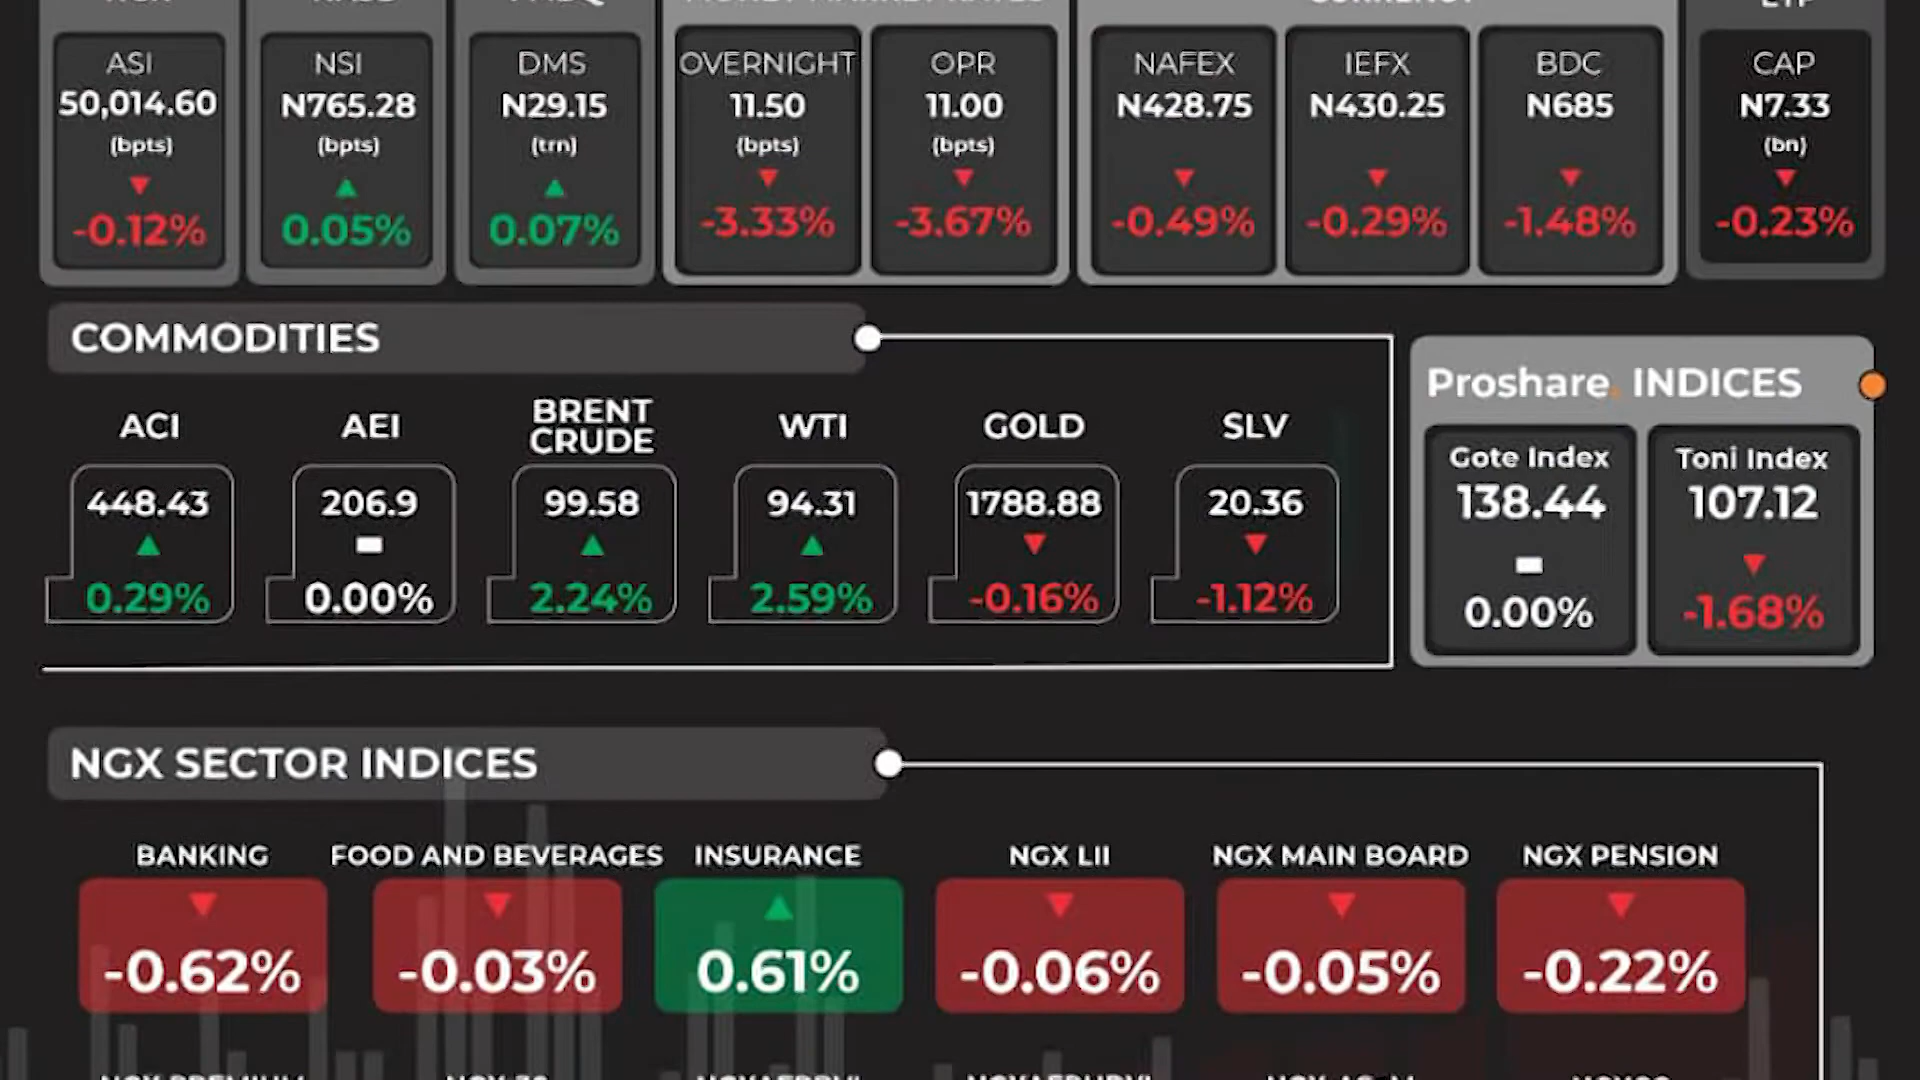 ASI NSI DMS OVERNIGHT OPR NAFEX IEFX BDC CAP
50,014.60 N765.28 N29.15 11.50 11.00 N428.75 N430.25 N685 N7.33
(bpts) (bpts) (trn) (bpts) (bpts) (bn)
-0.12% 0.05% 0.07% -3.33% -3.67% -0.49% -0.29% -1.48% -0.23%
COMMODITIES
ACI AEI BRENT CRUDE WTI GOLD SLV
448.43 206.9 99.58 94.31 1788.88 20.36
0.29% 0.00% 2.24% 2.59% -0.16% -1.12%
Proshare. INDICES
Gote Index Toni Index
138.44 107.12
0.00% -1.68%
NGX SECTOR INDICES
BANKING FOOD AND BEVERAGES INSURANCE NGX LII NGX MAIN BOARD NGX PENSION
-0.62% -0.03% 0.61% -0.06% -0.05% -0.22%